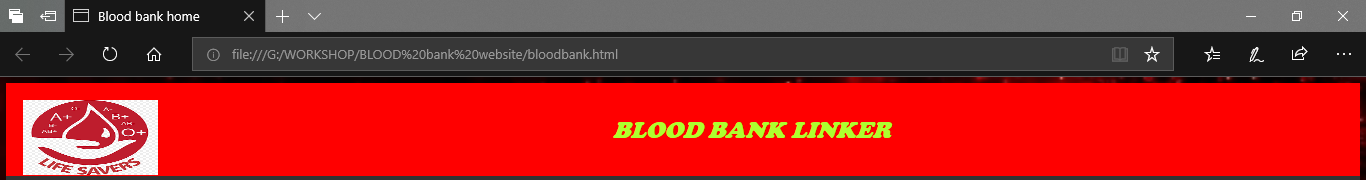 Blood bank home
file:///G:/WORKSHOP/BLOOD%20bank%20website/bloodbank.html
BLOOD BANK LINKER
A+
B+
O+
LIFE SAVERS